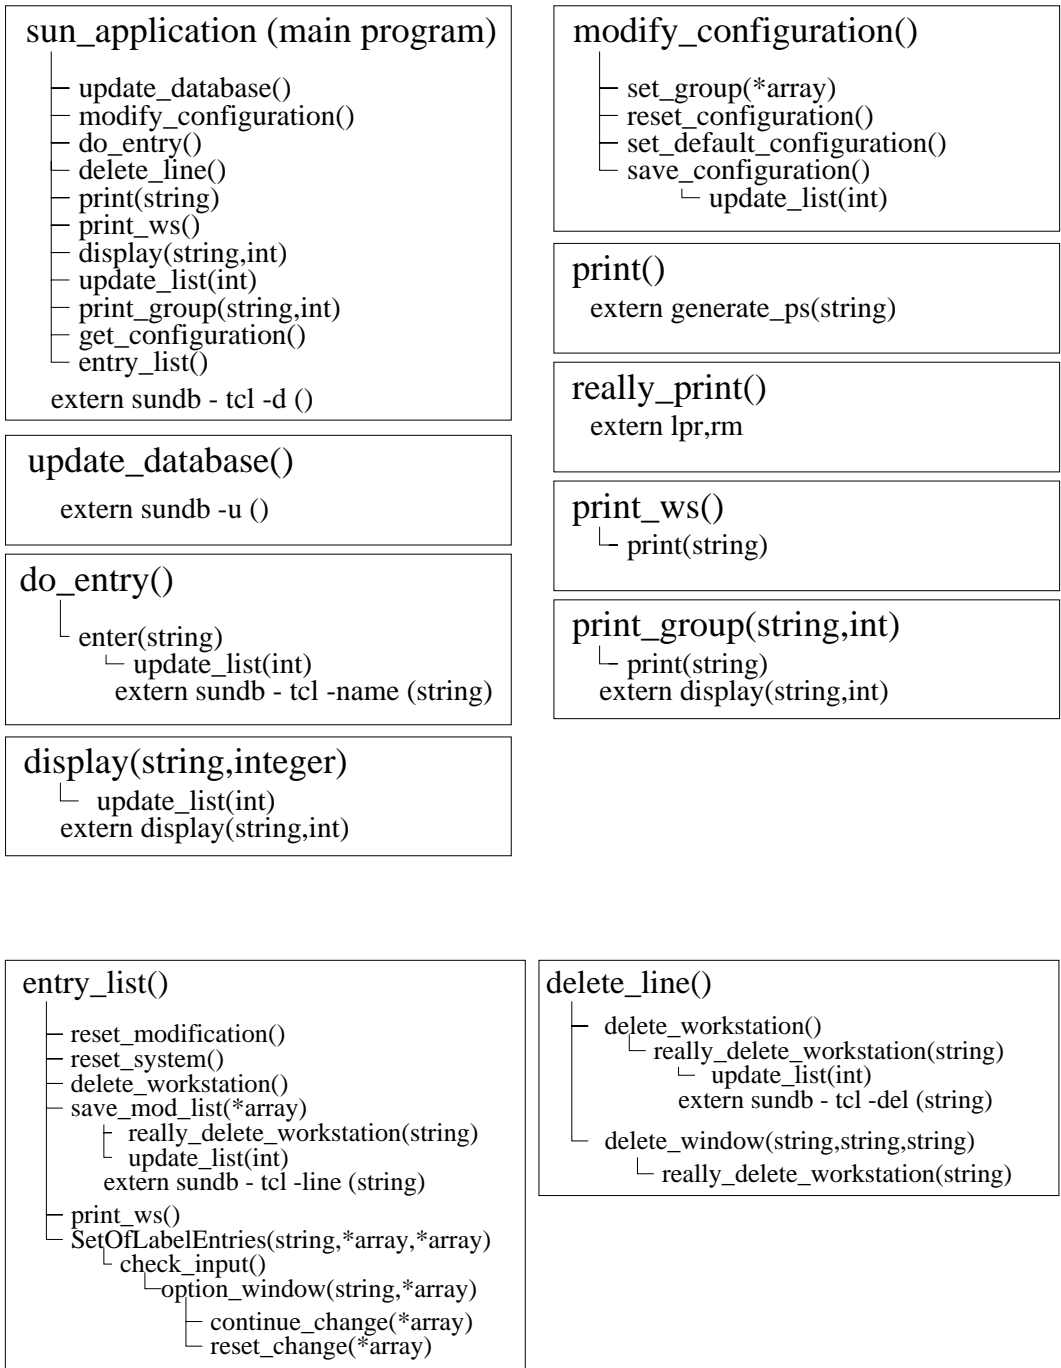 sun_application (main program)
update_database()
modify_configuration()
do_entry()
delete_line()
print(string)
print_ws()
display(string,int)
update_list(int)
print_group(string,int)
get_configuration()
entry_list()
extern sundb - tcl -d ()
update_database()
extern sundb -u ()
do_entry()
enter(string)
update_list(int)
extern sundb - tcl -name (string)
display(string,integer)
update_list(int)
extern display(string,int)
modify_configuration()
set_group(*array)
reset_configuration()
set_default_configuration()
save_configuration()
update_list(int)
print()
extern generate_ps(string)
really_print()
extern lpr,rm
print_ws()
print(string)
print_group(string,int)
print(string)
extern display(string,int)
entry_list()
reset_modification()
reset_system()
delete_workstation()
save_mod_list(*array)
really_delete_workstation(string)
update_list(int)
extern sundb - tcl -line (string)
print_ws()
SetOfLabelEntries(string,*array,*array)
check_input()
option_window(string,*array)
continue_change(*array)
reset_change(*array)
delete_line()
delete_workstation()
really_delete_workstation(string)
update_list(int)
extern sundb - tcl -del (string)
delete_window(string,string,string)
really_delete_workstation(string)